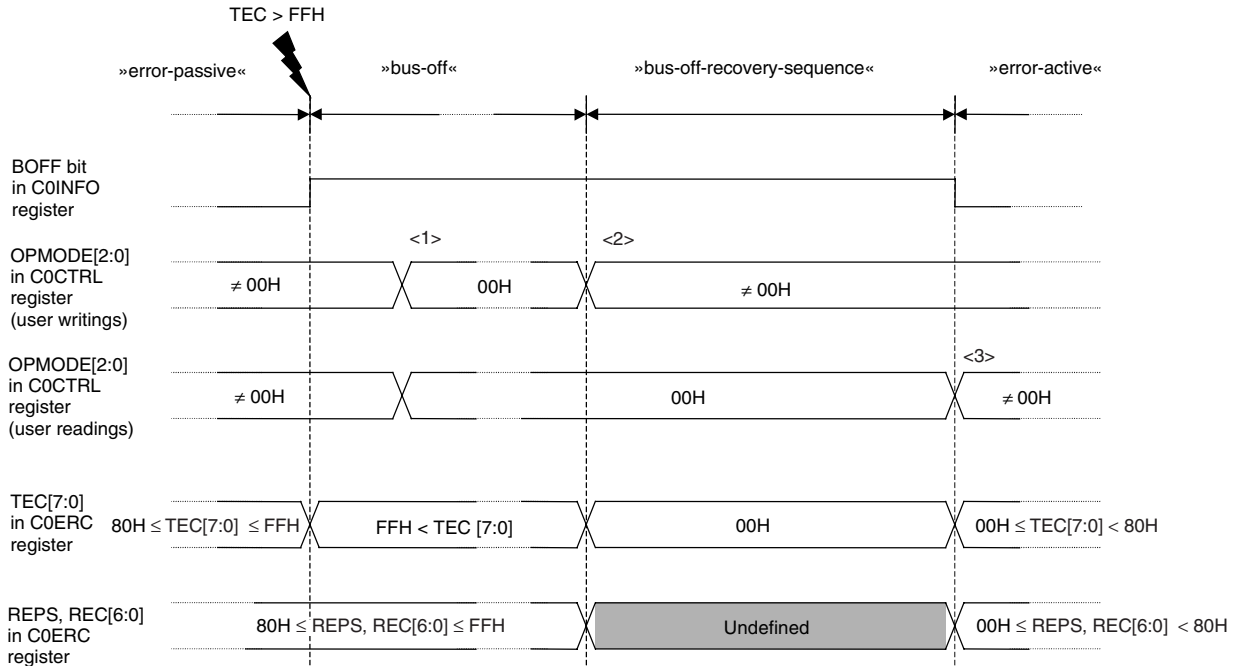 TEC > FFH
»error-passive«
»bus-off«
»bus-off-recovery-sequence«
»error-active«
BOFF bit
in C0INFO
register
<1>
<2>
OPMODE[2:0]
in C0CTRL
register
(user writings)
≠ 00H
00H
≠ 00H
<3>
OPMODE[2:0]
in C0CTRL
register
(user readings)
≠ 00H
00H
≠ 00H
TEC[7:0]
in C0ERC
register
80H ≤ TEC[7:0] ≤ FFH
FFH < TEC [7:0]
00H
00H ≤ TEC[7:0] < 80H
REPS, REC[6:0]
in C0ERC
register
80H ≤ REPS, REC[6:0] ≤ FFH
Undefined
00H ≤ REPS, REC[6:0] < 80H